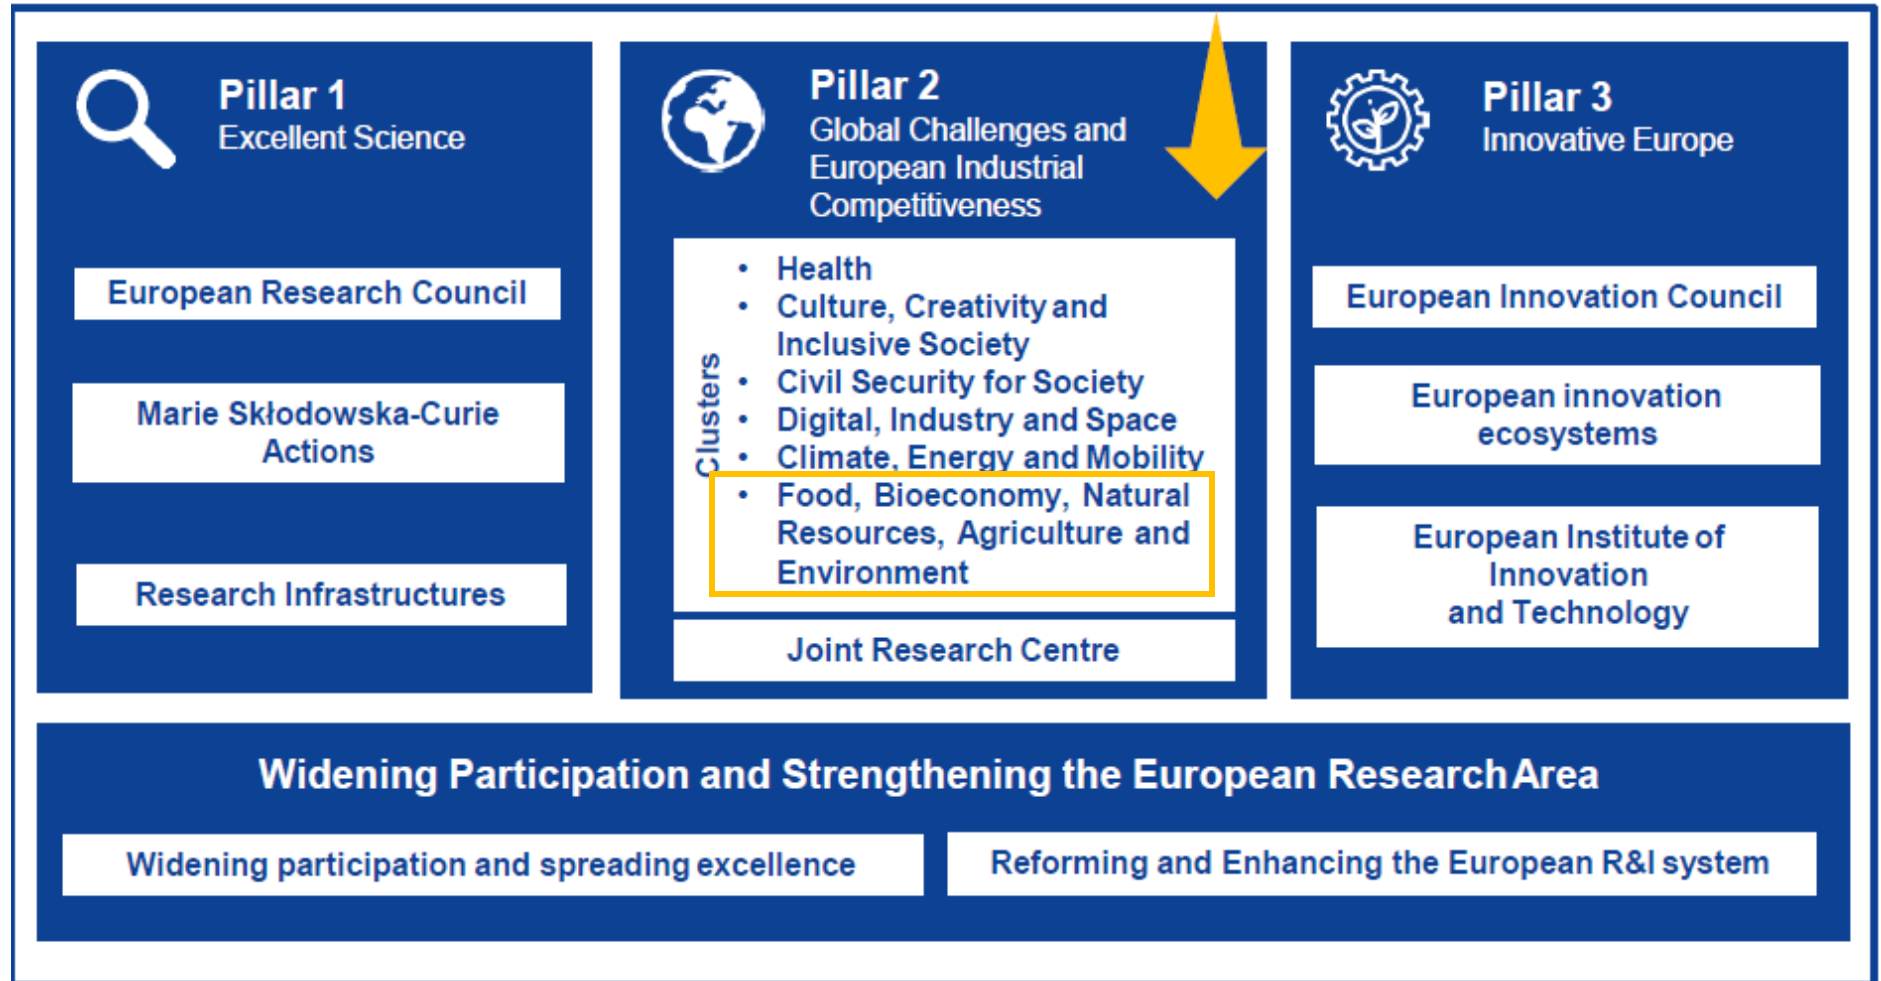 Pillar 1
Excellent Science
European Research Council
Marie Skłodowska-Curie
Actions
Research Infrastructures
Pillar 2
Global Challenges and
European Industrial
Competitiveness
Clusters
• Health
• Culture, Creativity and
Inclusive Society
• Civil Security for Society
• Digital, Industry and Space
• Climate, Energy and Mobility
• Food, Bioeconomy, Natural
Resources, Agriculture and
Environment
Joint Research Centre
Pillar 3
Innovative Europe
European Innovation Council
European innovation
ecosystems
European Institute of
Innovation
and Technology
Widening Participation and Strengthening the European Research Area
Widening participation and spreading excellence
Reforming and Enhancing the European R&I system